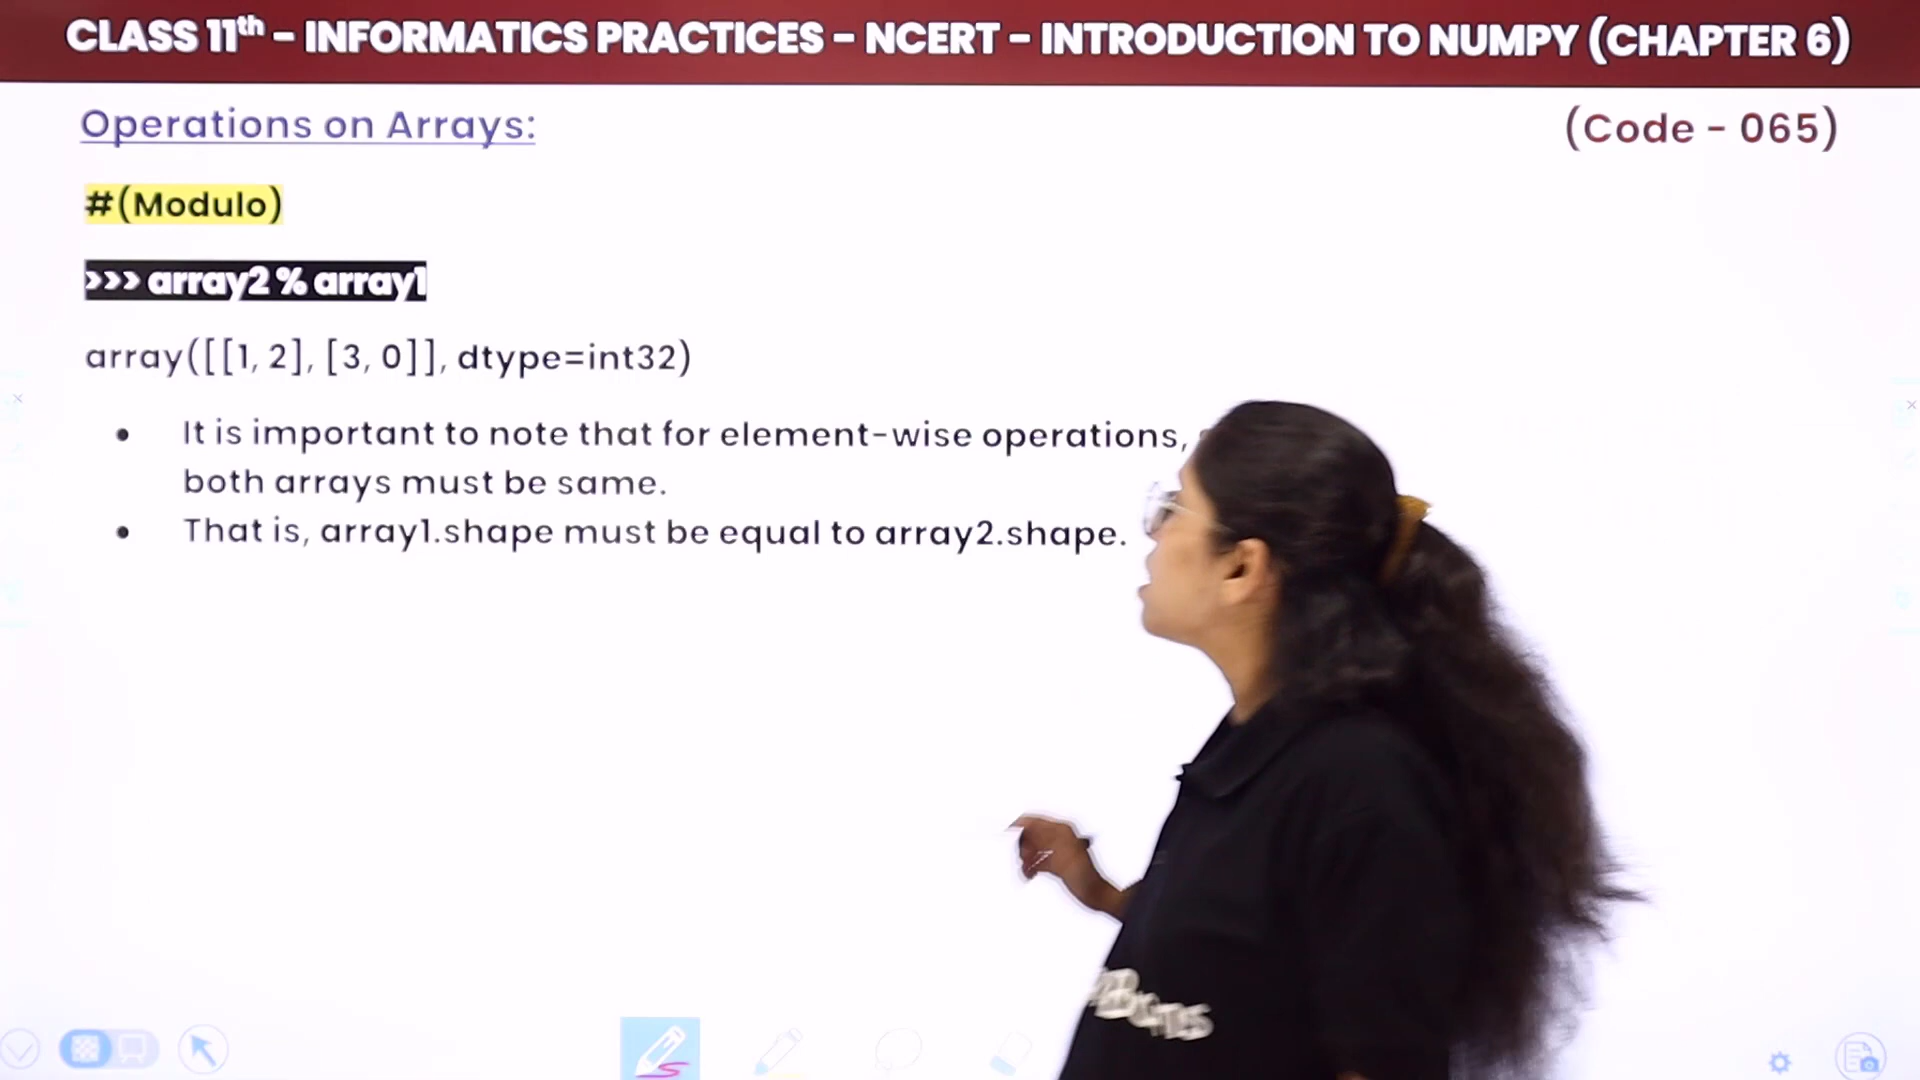 CLASS 11th – INFORMATICS PRACTICES – NCERT – INTRODUCTION TO NUMPY (CHAPTER 6)
Operations on Arrays:
(Code - 065)
#(Modulo)
>>> array2 % array1
array([[1, 2], [3, 0]], dtype=int32)
• It is important to note that for element-wise operations,
both arrays must be same.
• That is, array1.shape must be equal to array2.shape.